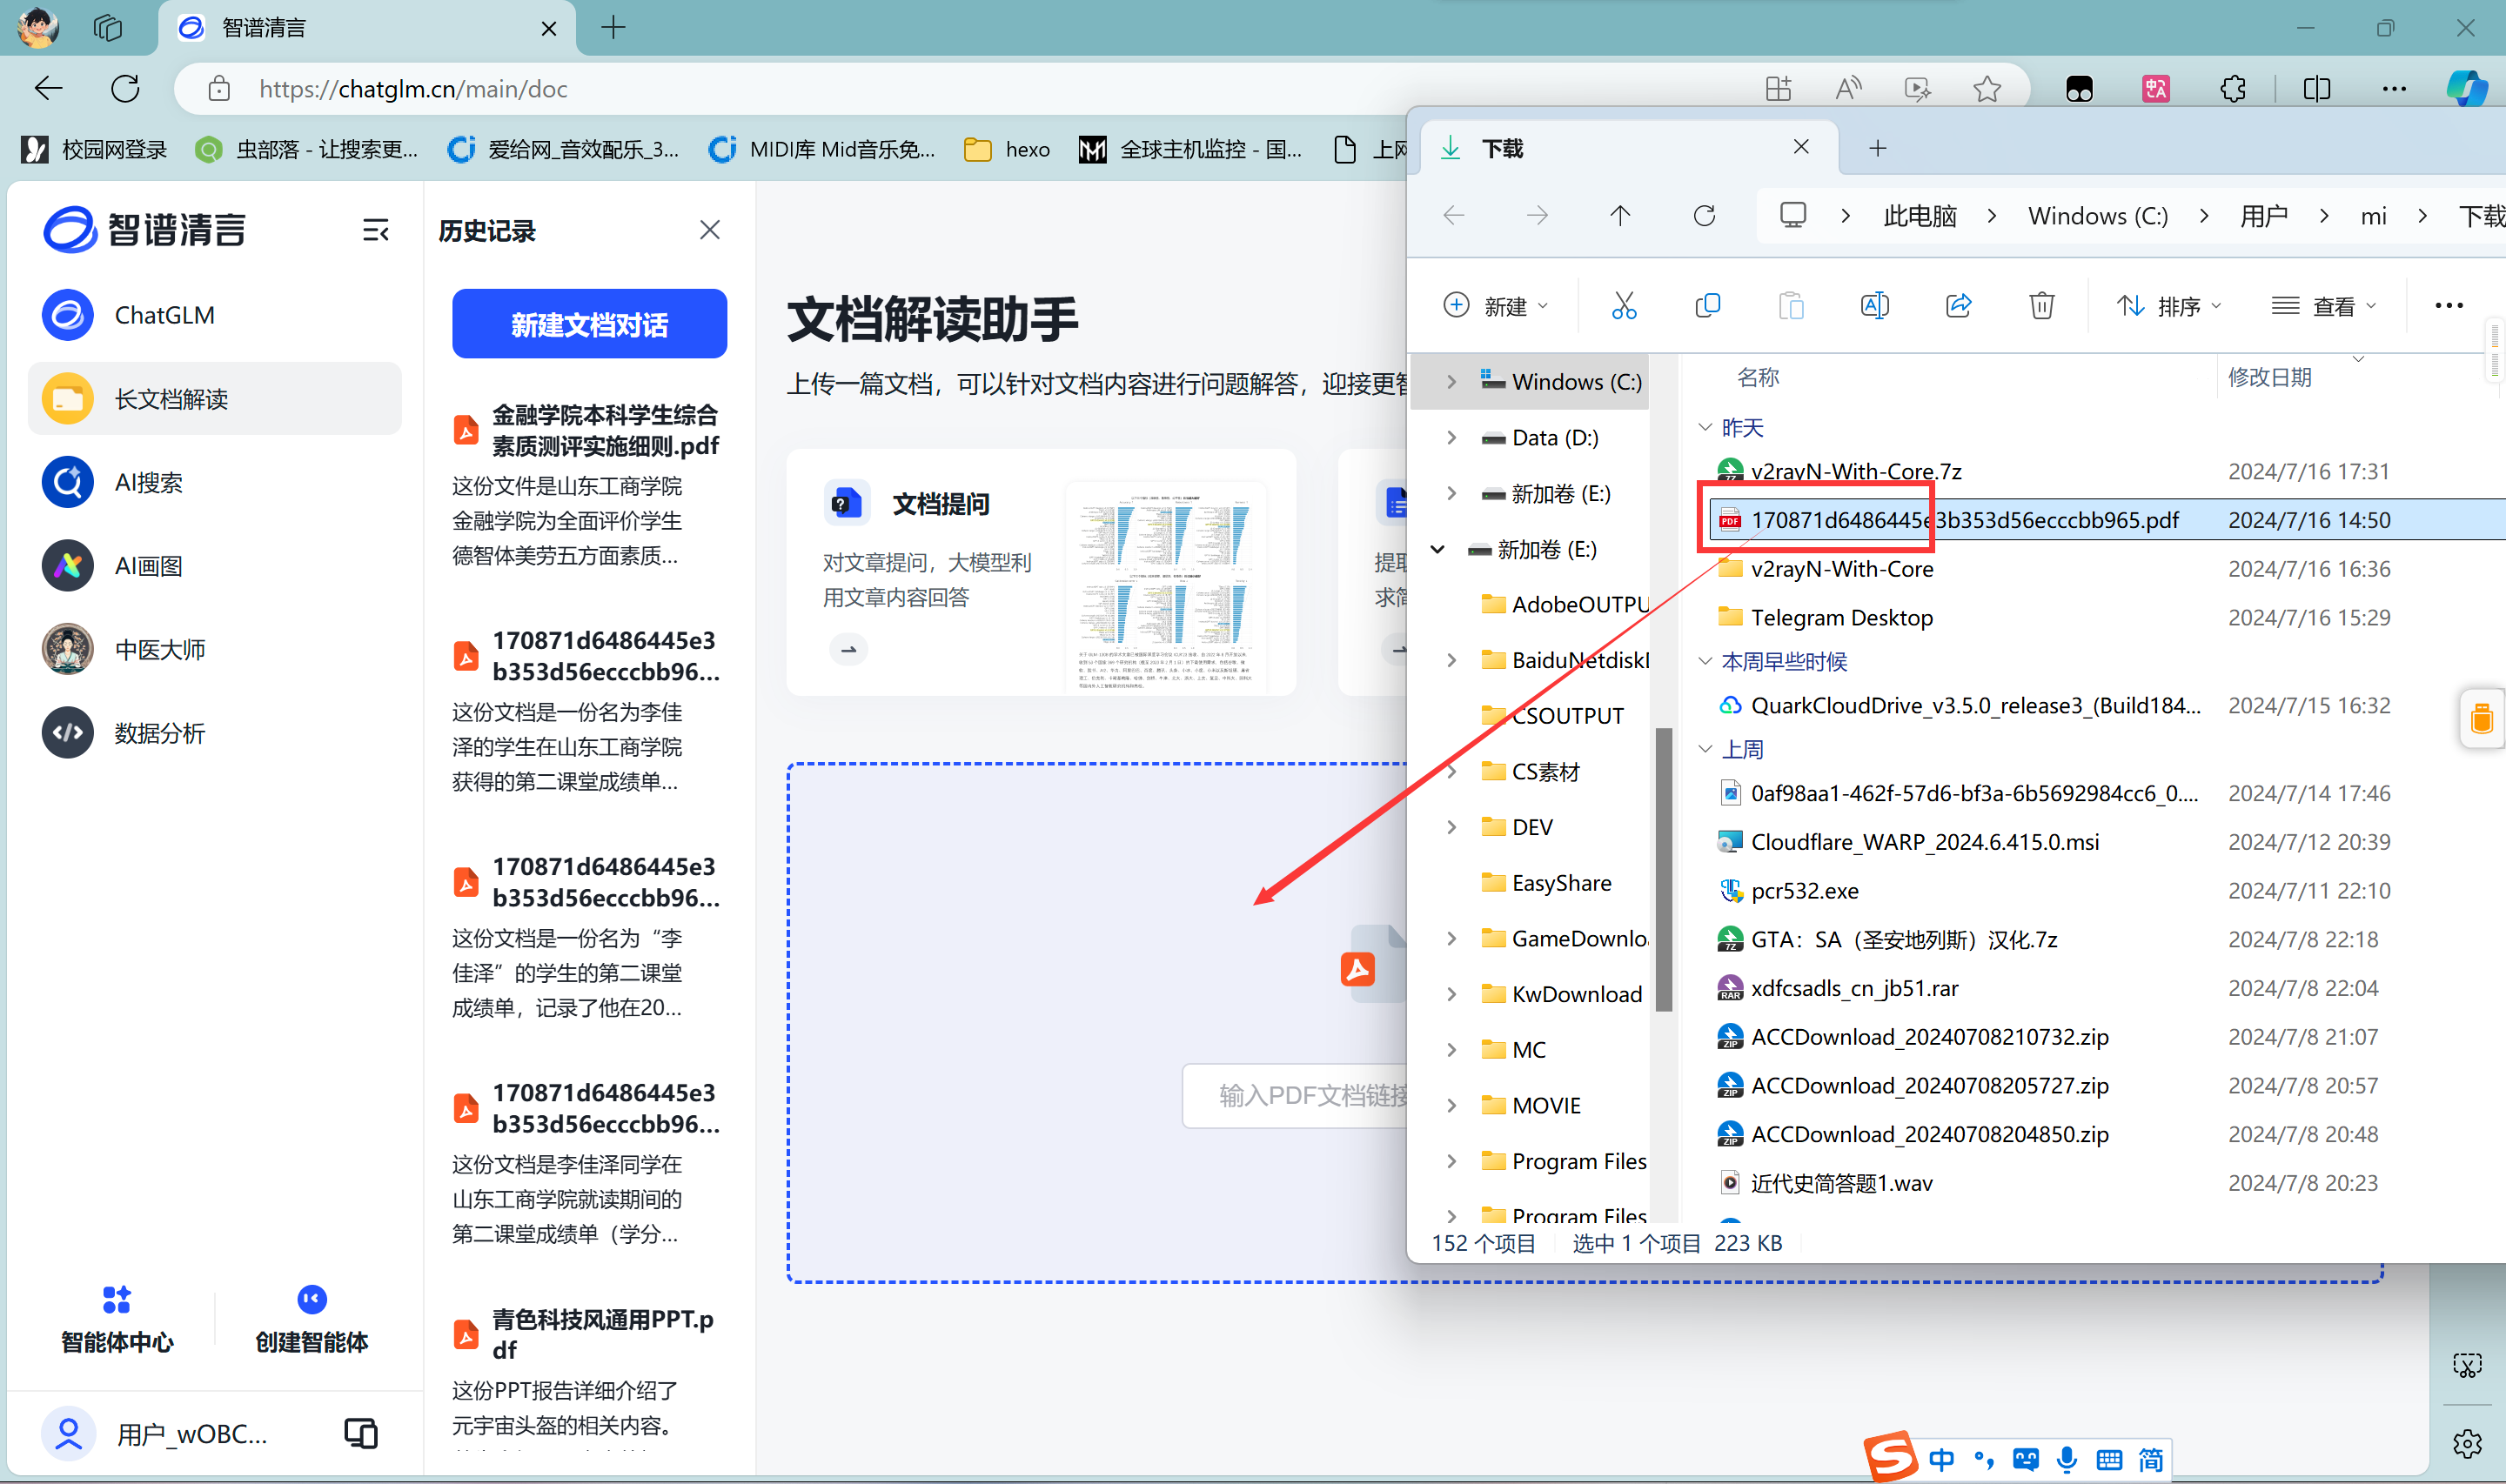 智谱清言
https://chatglm.cn/main/doc
校园网登录
虫部落 - 让搜索更...
爱给网_音效配乐_3...
MIDI库 Mid音乐免...
hexo
全球主机监控 - 国...
智谱清言
ChatGLM
长文档解读
AI搜索
AI画图
中医大师
数据分析
智能体中心
创建智能体
用户_wOBC...
历史记录
新建文档对话
金融学院本科学生综合
素质测评实施细则.pdf
这份文件是山东工商学院
金融学院为全面评价学生
德智体美劳五方面素质...
170871d6486445e3
b353d56ecccbb96...
这份文档是一份名为李佳
泽的学生在山东工商学院
获得的第二课堂成绩单...
170871d6486445e3
b353d56ecccbb96...
这份文档是一份名为“李
佳泽”的学生的第二课堂
成绩单，记录了他在20...
170871d6486445e3
b353d56ecccbb96...
这份文档是李佳泽同学在
山东工商学院就读期间的
第二课堂成绩单（学分...
青色科技风通用PPT.p
df
这份PPT报告详细介绍了
元宇宙头盔的相关内容。
文档解读助手
上传一篇文档，可以针对文档内容进行问题解答，迎接更
文档提问
对文章提问，大模型利
用文章内容回答
输入PDF文档链接
下载
此电脑 > Windows (C:) > 用户 > mi > 下载
新建
排序
查看
Windows (C:)
Data (D:)
新加卷 (E:)
新加卷 (E:)
AdobeOUTPU
BaiduNetdiskI
CSOUTPUT
CS素材
DEV
EasyShare
GameDownlo
KwDownload
MC
MOVIE
Program Files
Program Files
名称 修改日期
昨天
v2rayN-With-Core.7z 2024/7/16 17:31
170871d6486445e3b353d56ecccbb965.pdf 2024/7/16 14:50
v2rayN-With-Core 2024/7/16 16:36
Telegram Desktop 2024/7/16 15:29
本周早些时候
QuarkCloudDrive_v3.5.0_release3_(Build184... 2024/7/15 16:32
上周
0af98aa1-462f-57d6-bf3a-6b5692984cc6_0.... 2024/7/14 17:46
Cloudflare_WARP_2024.6.415.0.msi 2024/7/12 20:39
pcr532.exe 2024/7/11 22:10
GTA：SA（圣安地列斯）汉化.7z 2024/7/8 22:18
xdfcsadls_cn_jb51.rar 2024/7/8 22:04
ACCDownload_20240708210732.zip 2024/7/8 21:07
ACCDownload_20240708205727.zip 2024/7/8 20:57
ACCDownload_20240708204850.zip 2024/7/8 20:48
近代史简答题1.wav 2024/7/8 20:23
152 个项目 选中 1 个项目 223 KB
中 简